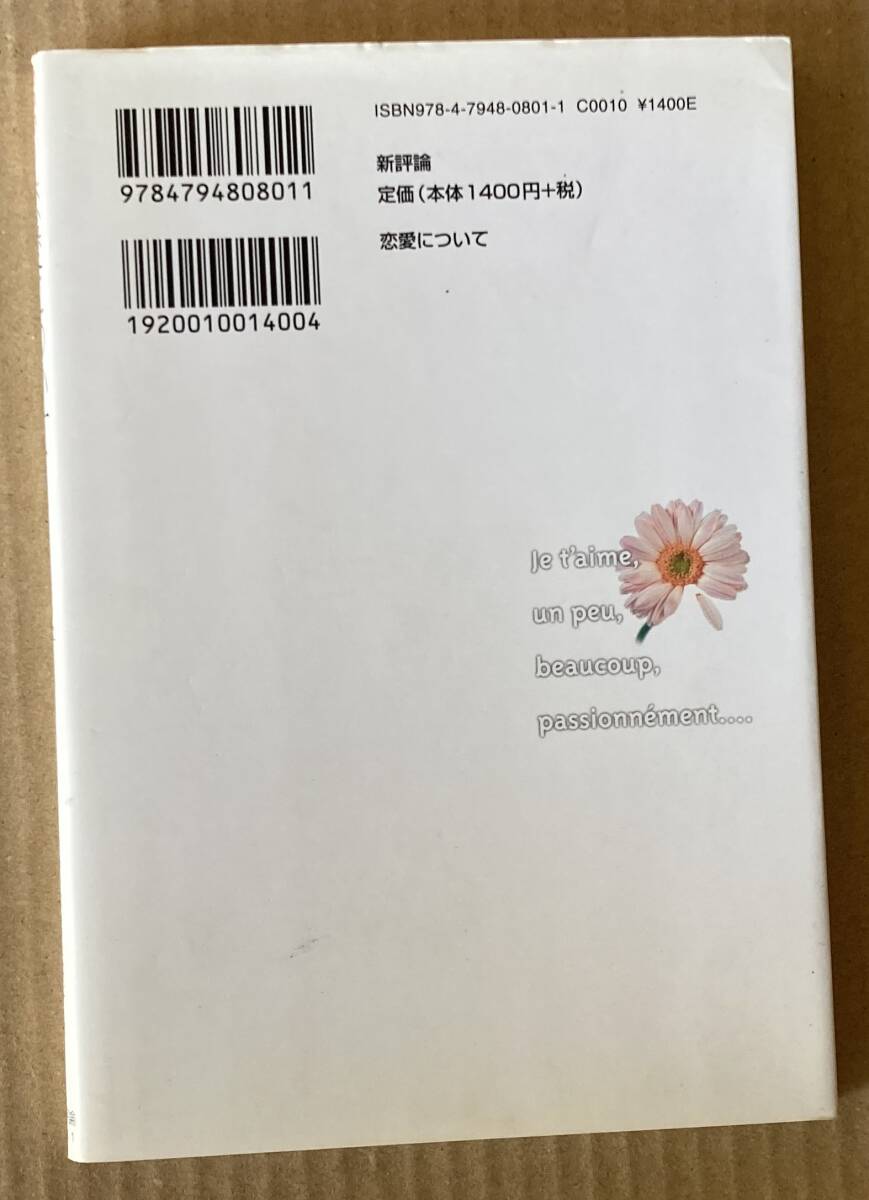 ISBN978-4-7948-0801-1 C0010 ¥1400E
9784794808011
新評論
定価(本体1400円+税)
恋愛について
1920010014004
Je t'aime,
un peu,
beaucoup,
passionnément....